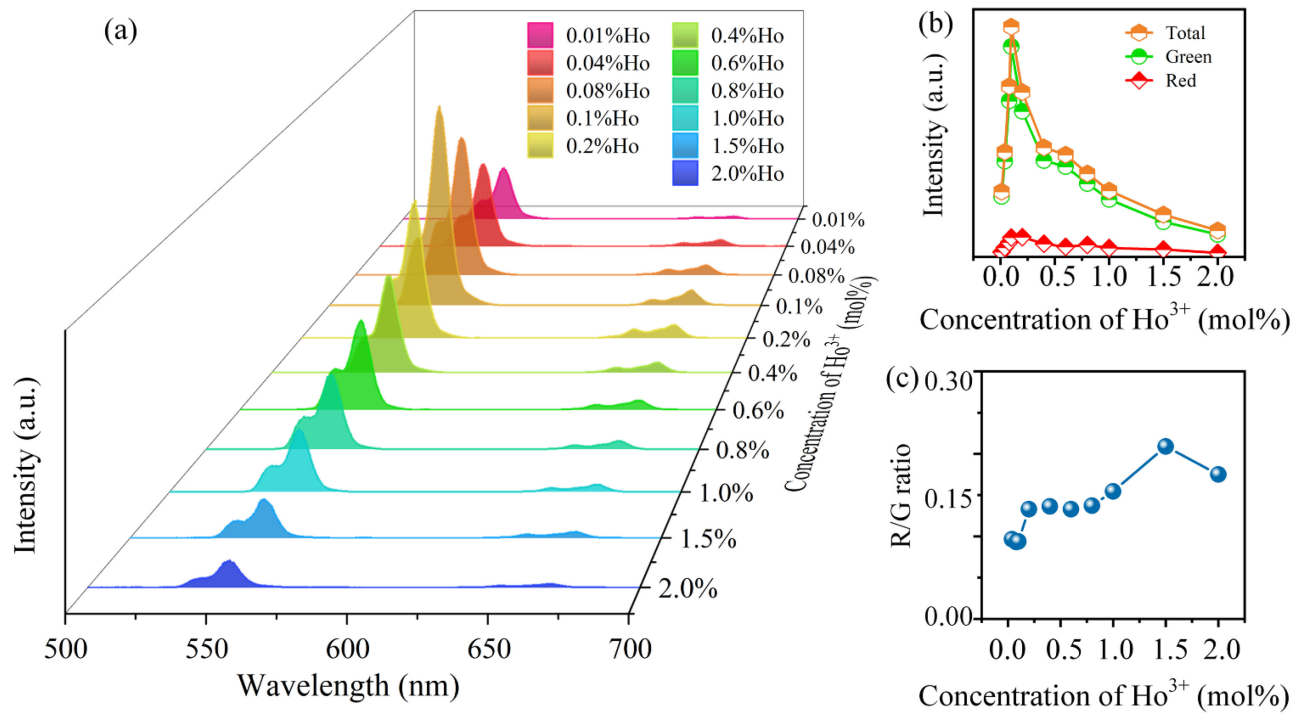 (a)
0.01%Ho
0.04%Ho
0.08%Ho
0.1%Ho
0.2%Ho
0.4%Ho
0.6%Ho
0.8%Ho
1.0%Ho
1.5%Ho
2.0%Ho
0.01%
0.04%
0.08%
0.1%
0.2%
0.4%
0.6%
0.8%
1.0%
1.5%
2.0%
Concentration of Ho³⁺ (mol%)
Intensity (a.u.)
500
550
600
650
700
Wavelength (nm)
(b)
Total
Green
Red
Intensity (a.u.)
0.0 0.5 1.0 1.5 2.0
Concentration of Ho³⁺ (mol%)
(c)
0.30
0.15
0.00
R/G ratio
0.0 0.5 1.0 1.5 2.0
Concentration of Ho³⁺ (mol%)